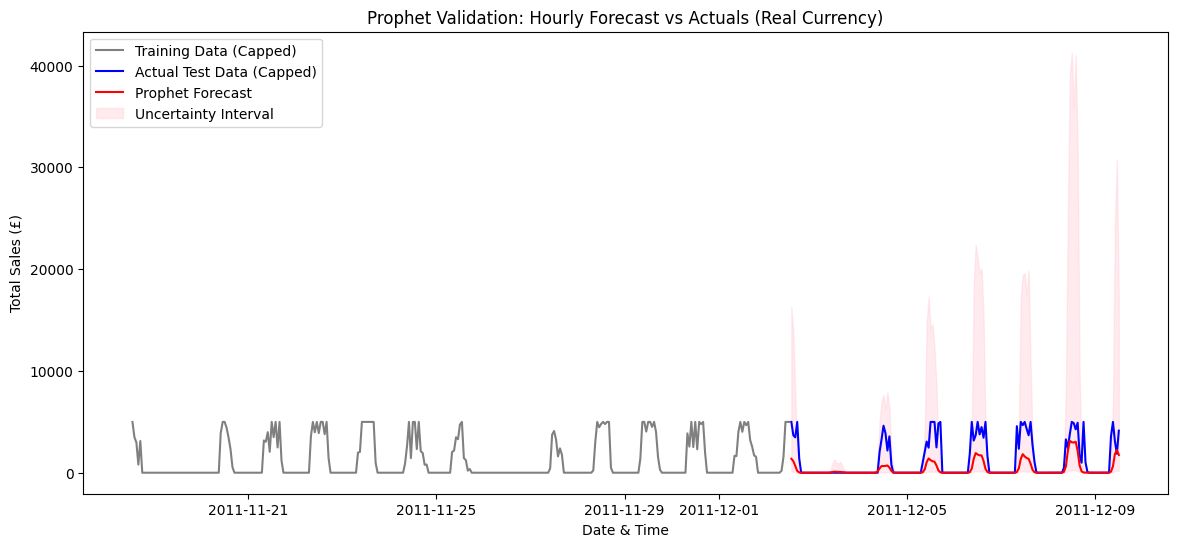 Prophet Validation: Hourly Forecast vs Actuals (Real Currency)
Training Data (Capped)
Actual Test Data (Capped)
Prophet Forecast
Uncertainty Interval
Total Sales (£)
40000
30000
20000
10000
0
2011-11-21
2011-11-25
2011-11-29
2011-12-01
2011-12-05
2011-12-09
Date & Time